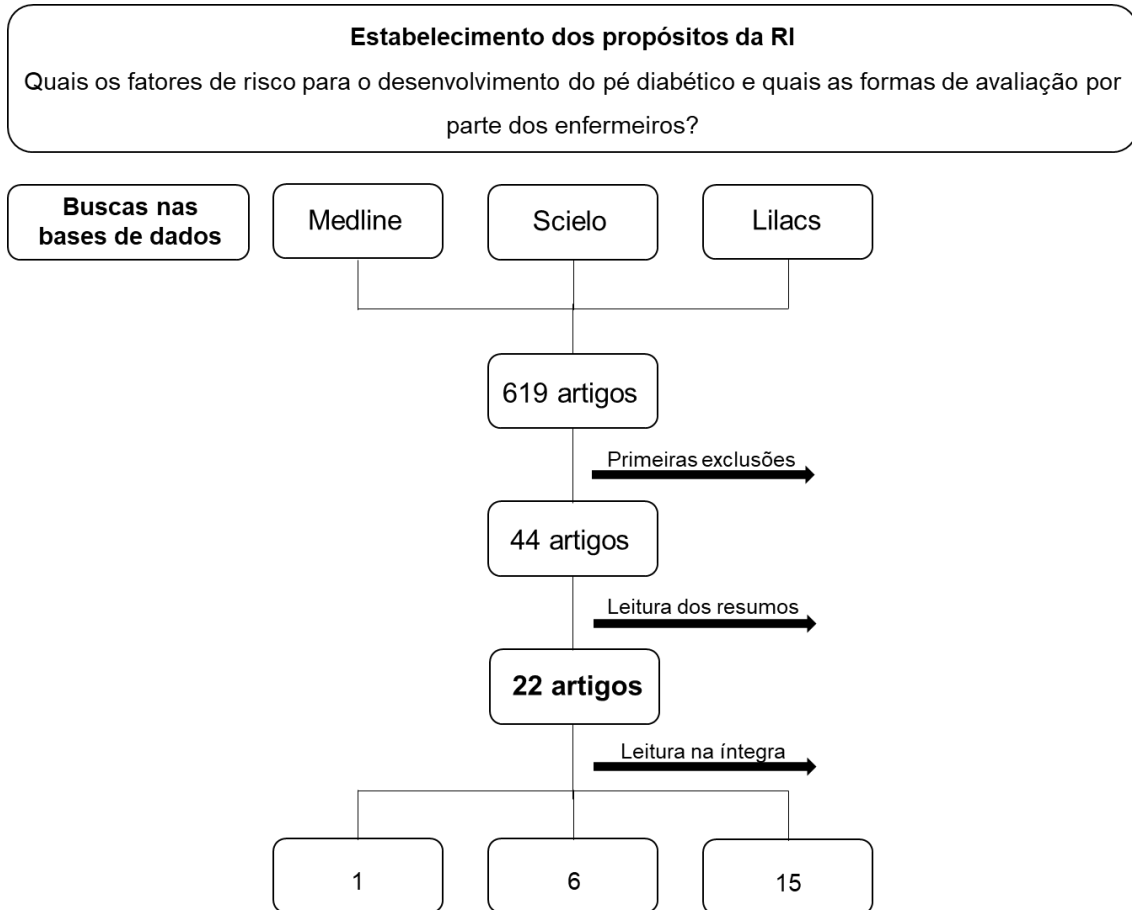 Estabelecimento dos propósitos da RI
Quais os fatores de risco para o desenvolvimento do pé diabético e quais as formas de avaliação por
parte dos enfermeiros?
Buscas nas
bases de dados
Medline
Scielo
Lilacs
619 artigos
Primeiras exclusões
44 artigos
Leitura dos resumos
22 artigos
Leitura na íntegra
1
6
15